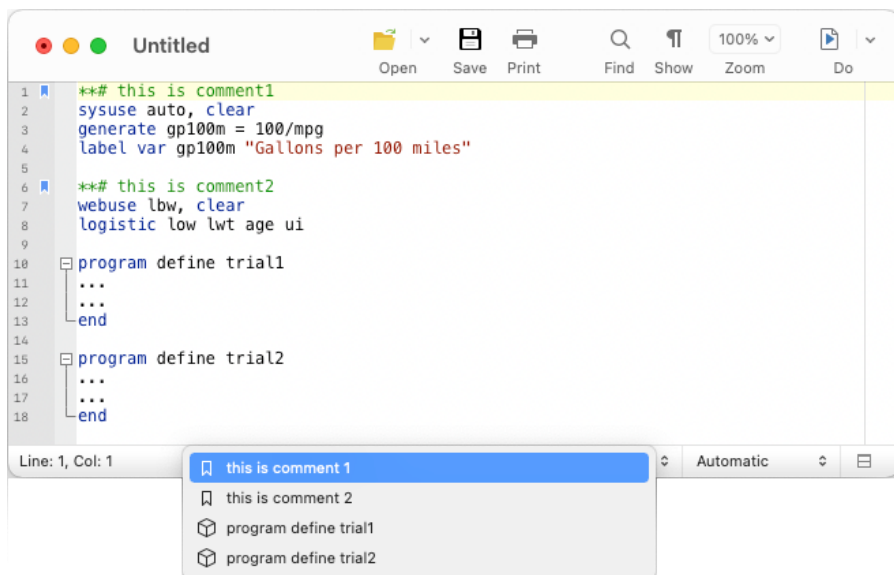 Untitled
Open Save Print Find Show 100% Zoom Do
1 **# this is comment1
2 sysuse auto, clear
3 generate gp100m = 100/mpg
4 label var gp100m "Gallons per 100 miles"
5
6 **# this is comment2
7 webuse lbw, clear
8 logistic low lwt age ui
9
10 program define trial1
11 ...
12 ...
13 end
14
15 program define trial2
16 ...
17 ...
18 end
Line: 1, Col: 1 Automatic
this is comment 1
this is comment 2
program define trial1
program define trial2